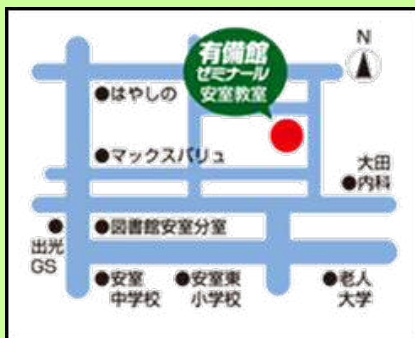 有備館
ゼミナール
安室教室
N
●はやしの
●マックスバリュ
大田
●内科
●図書館安室分室
●
出光
GS
●安室
中学校
●安室東
小学校
●老人
大学